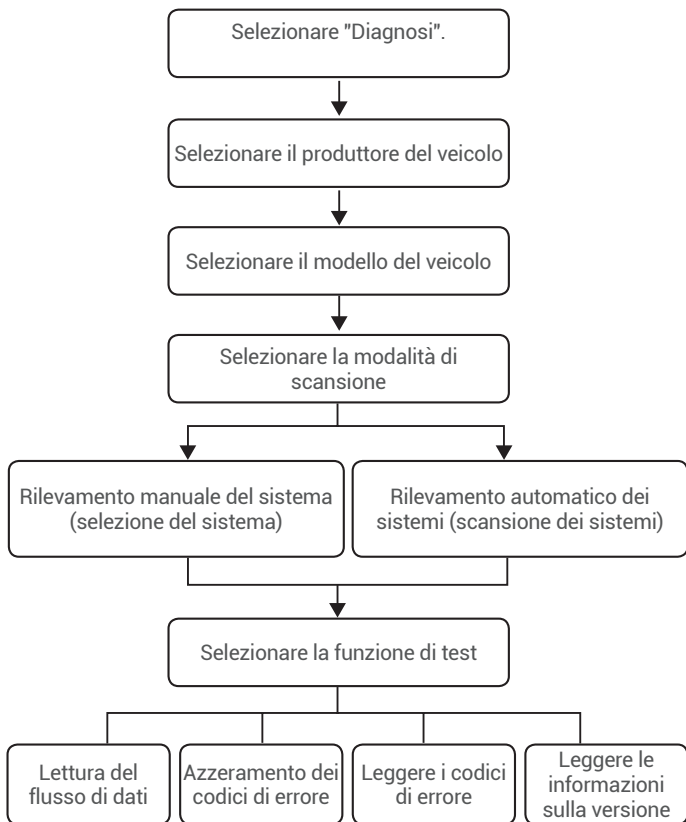 Selezionare "Diagnosi".
Selezionare il produttore del veicolo
Selezionare il modello del veicolo
Selezionare la modalità di
scansione
Rilevamento manuale del sistema
(selezione del sistema)
Rilevamento automatico dei
sistemi (scansione dei sistemi)
Selezionare la funzione di test
Lettura del
flusso di dati
Azzeramento dei
codici di errore
Leggere i codici
di errore
Leggere le
informazioni
sulla versione